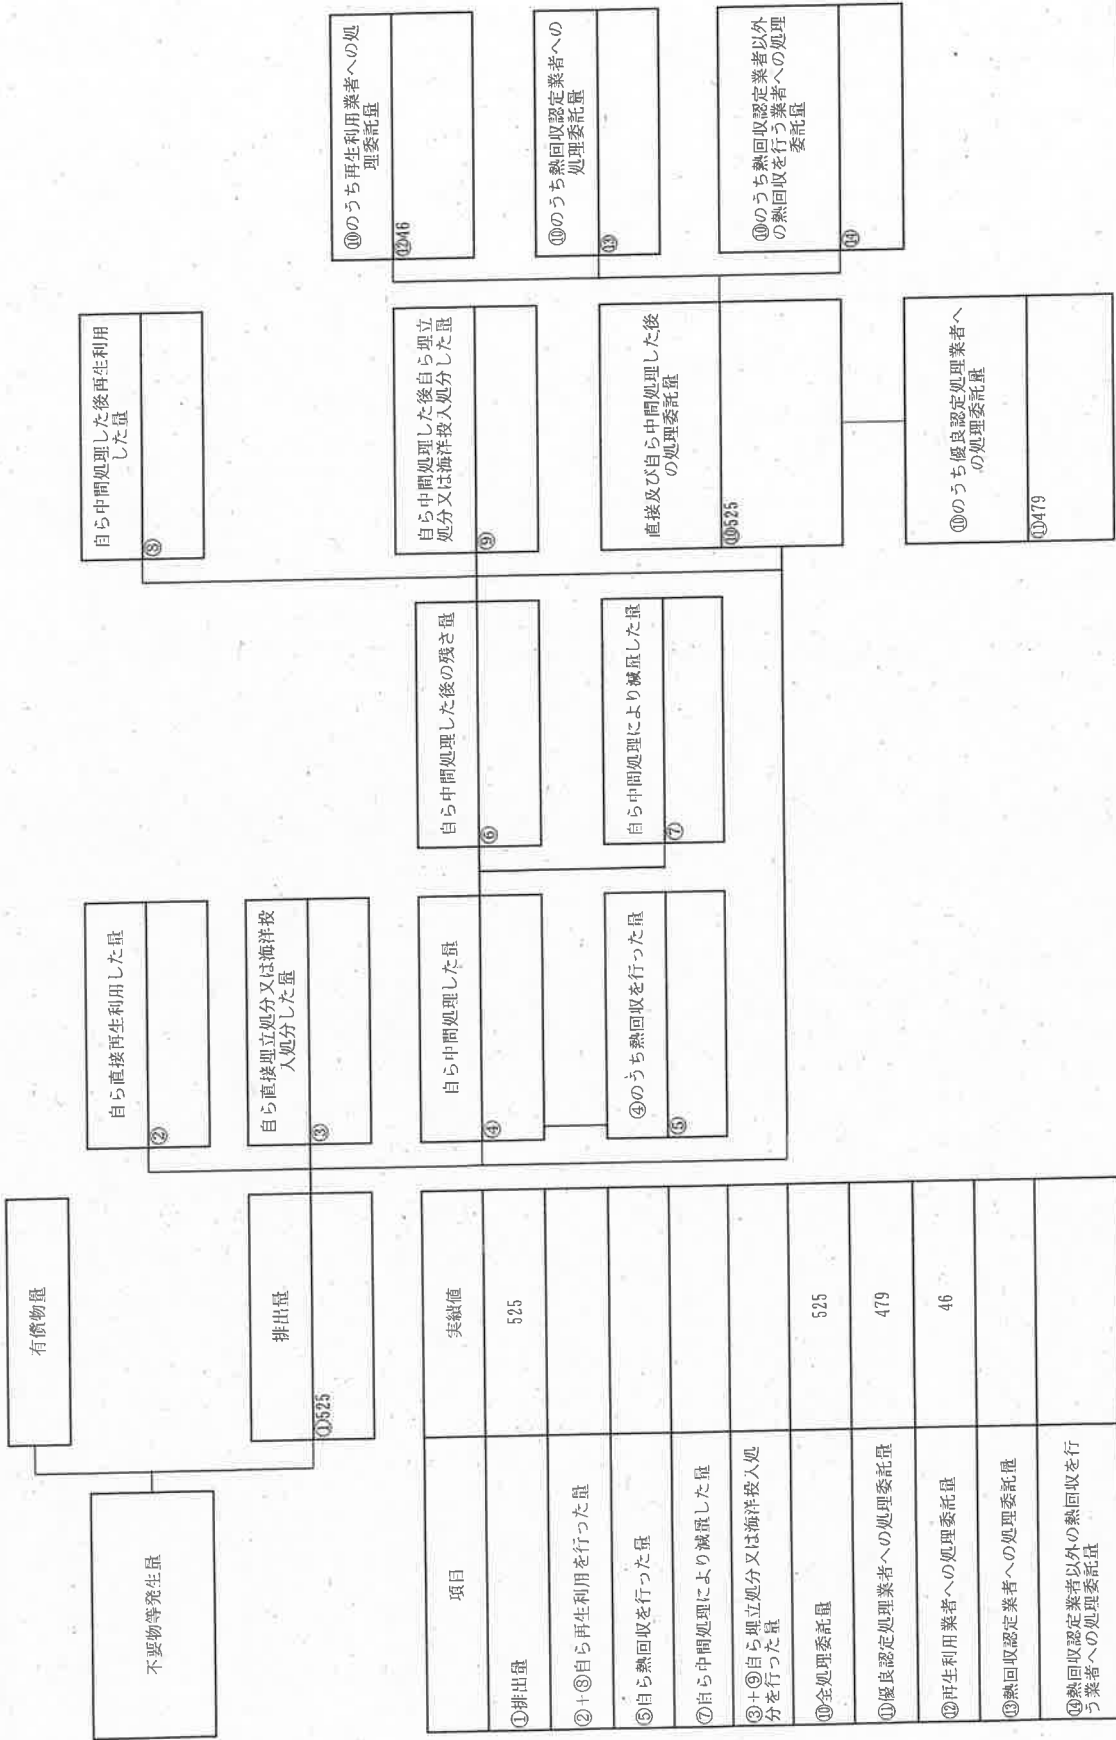 不要物等発生量
有償物量
排出量
①525
自ら直接再生利用した量
②
自ら直接埋立処分又は海洋投
入処分した量
③
自ら中間処理した量
④
④のうち熱回収を行った量
⑤
自ら中間処理した後の残さ量
⑥
自ら中間処理により減量した量
⑦
自ら中間処理した後再生利用
した量
⑧
自ら中間処理した後自ら埋立
処分又は海洋投入処分した量
⑨
直接及び自ら中間処理した後
の処理委託量
⑩525
⑩のうち優良認定処理業者へ
の処理委託量
⑪479
⑩のうち再生利用業者への処
理委託量
⑫46
⑩のうち熱回収認定業者への
処理委託量
⑬
⑩のうち熱回収認定業者以外
の熱回収を行う業者への処理
委託量
⑭
項目 実績値
①排出量 525
②+⑧自ら再生利用を行った量
⑤自ら熱回収を行った量
⑦自ら中間処理により減量した量
③+⑨自ら埋立処分又は海洋投入処
分を行った量
⑩全処理委託量 525
⑪優良認定処理業者への処理委託量 479
⑫再生利用業者への処理委託量 46
⑬熱回収認定業者への処理委託量
⑭熱回収認定業者以外の熱回収を行
う業者への処理委託量